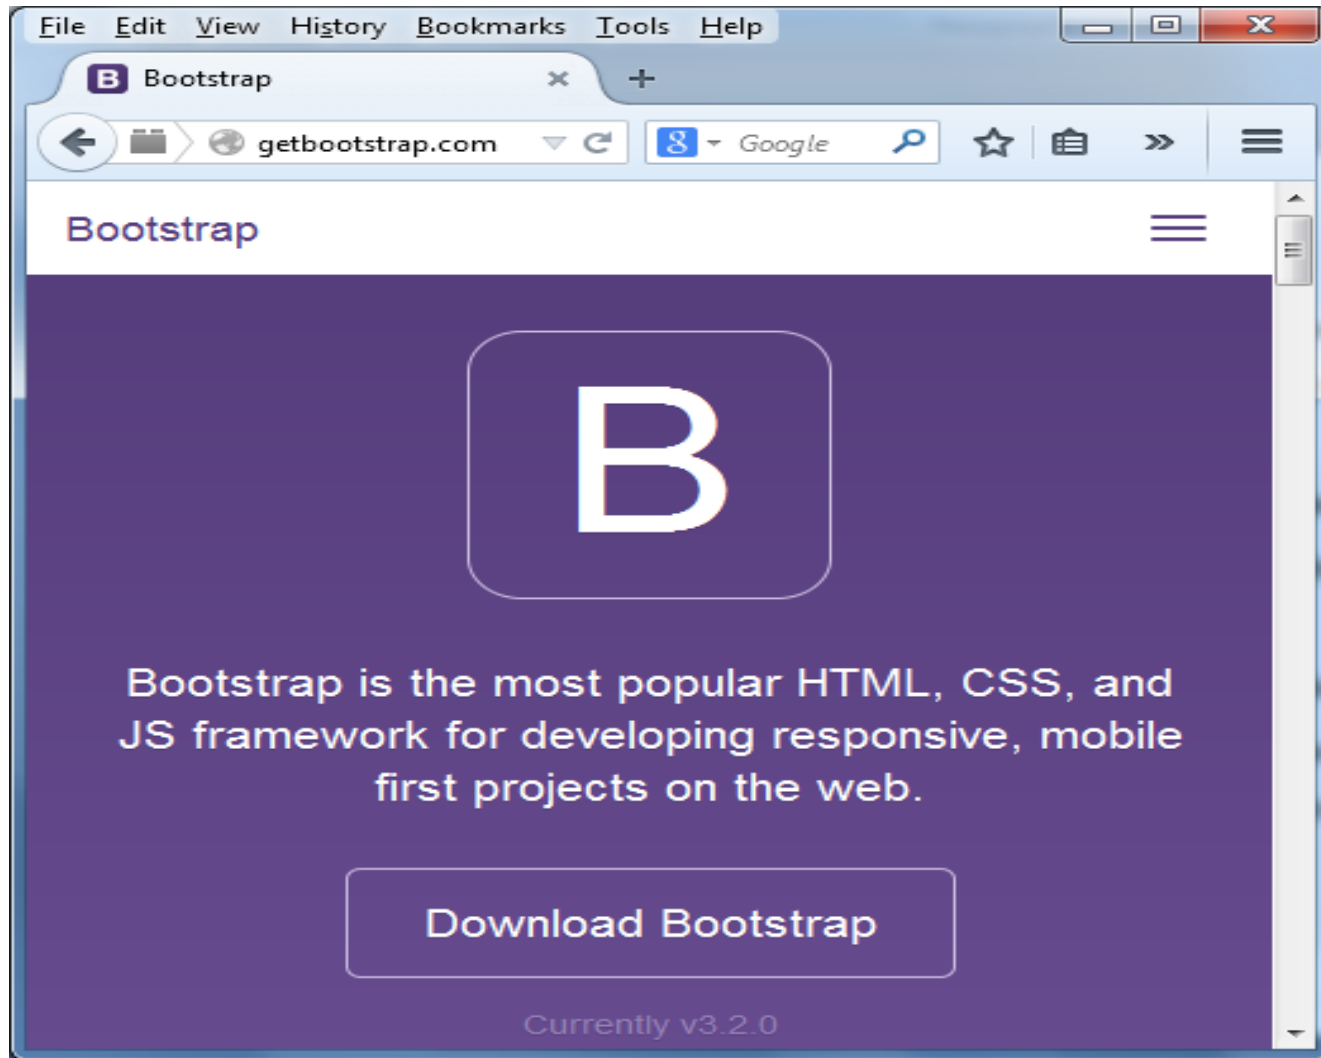 File Edit View History Bookmarks Tools Help
B Bootstrap
getbootstrap.com 8 Google
Bootstrap
B
Bootstrap is the most popular HTML, CSS, and
JS framework for developing responsive, mobile
first projects on the web.
Download Bootstrap
Currently v3.2.0